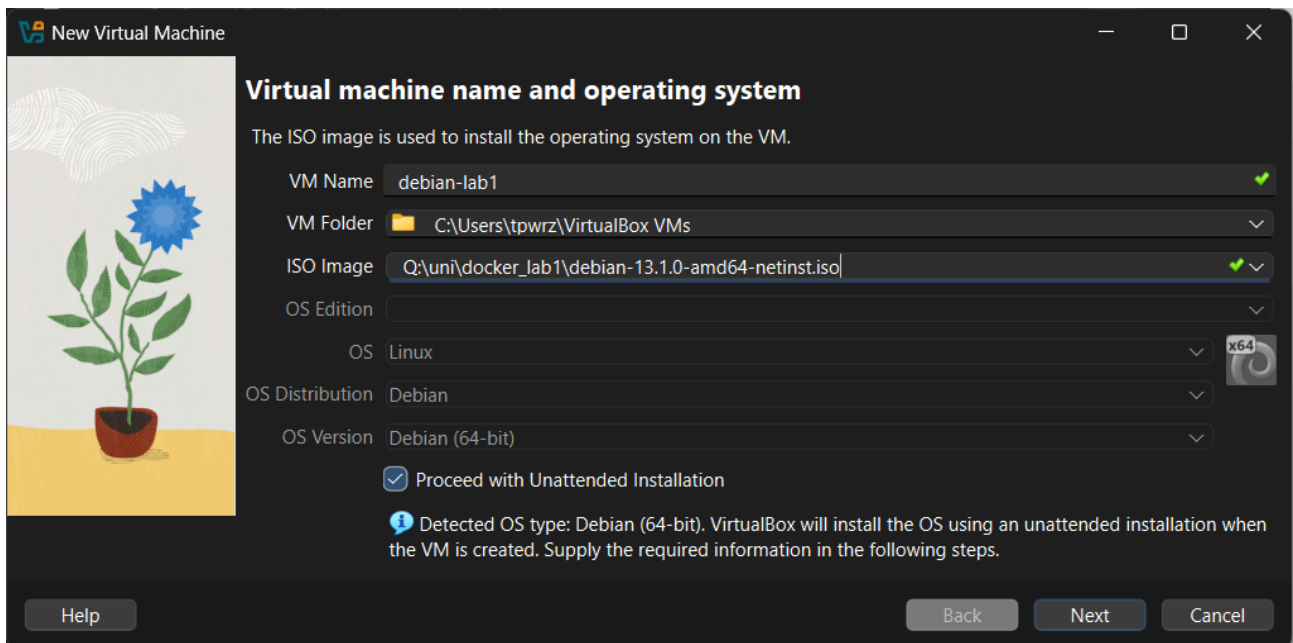 New Virtual Machine
Virtual machine name and operating system
The ISO image is used to install the operating system on the VM.
VM Name debian-lab1
VM Folder C:\Users\tpwrz\VirtualBox VMs
ISO Image Q:\uni\docker_lab1\debian-13.1.0-amd64-netinst.iso
OS Edition
OS Linux
x64
OS Distribution Debian
OS Version Debian (64-bit)
Proceed with Unattended Installation
Detected OS type: Debian (64-bit). VirtualBox will install the OS using an unattended installation when
the VM is created. Supply the required information in the following steps.
Help Back Next Cancel